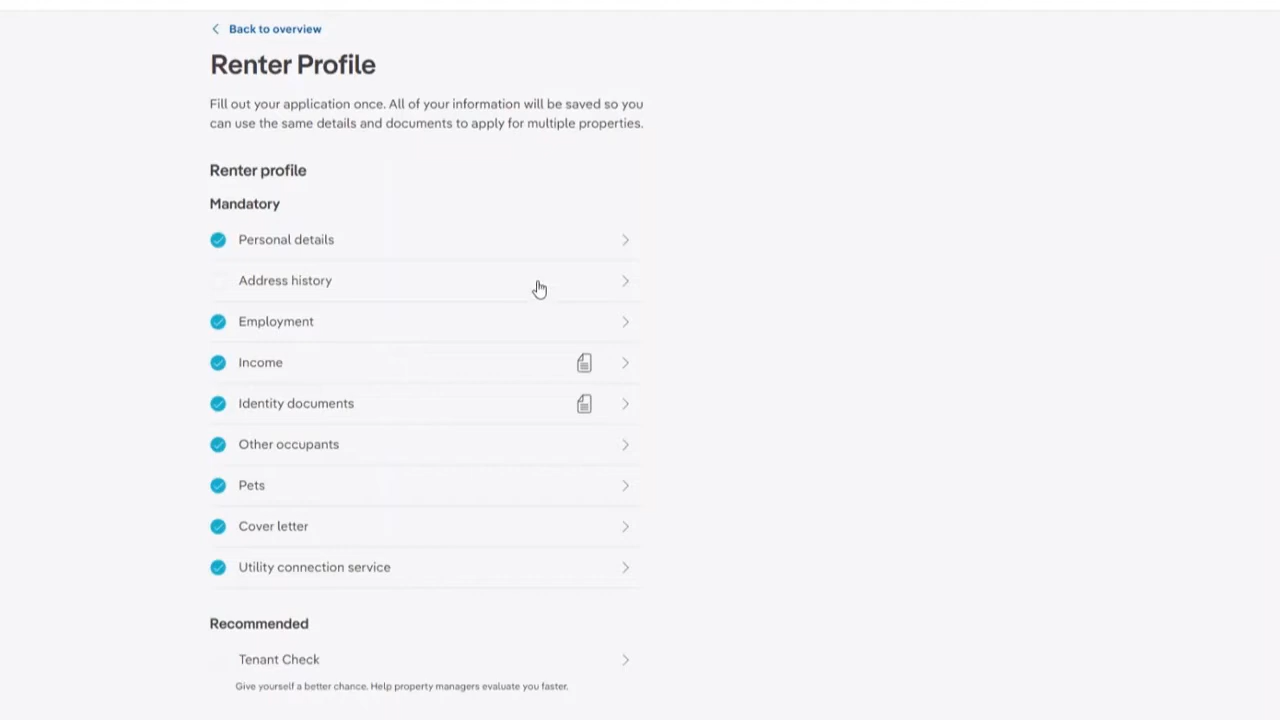 Back to overview
Renter Profile
Fill out your application once. All of your information will be saved so you
can use the same details and documents to apply for multiple properties.
Renter profile
Mandatory
Personal details
Address history
Employment
Income
Identity documents
Other occupants
Pets
Cover letter
Utility connection service
Recommended
Tenant Check
Give yourself a better chance. Help property managers evaluate you faster.